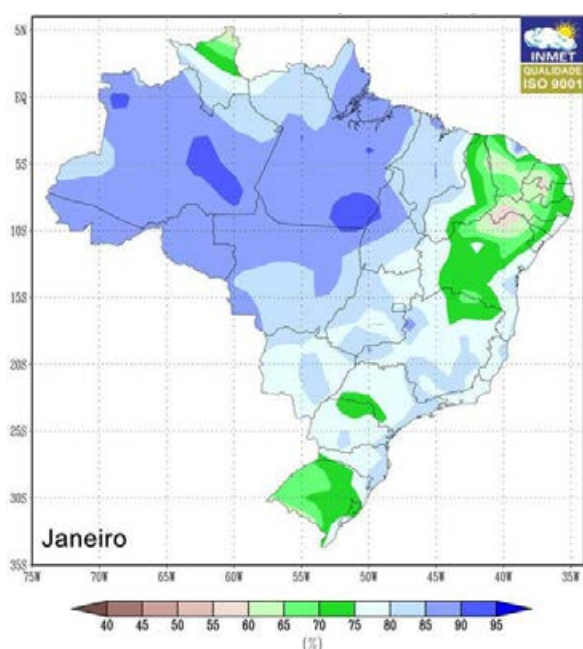 5N
EQ
5S
10S
15S
20S
25S
30S
35S
INMET
QUALIDADE
ISO 9001
Janeiro
75W 70W 65W 60W 55W 50W 45W 40W 35W
40 45 50 55 60 65 70 75 80 85 90 95
(%)